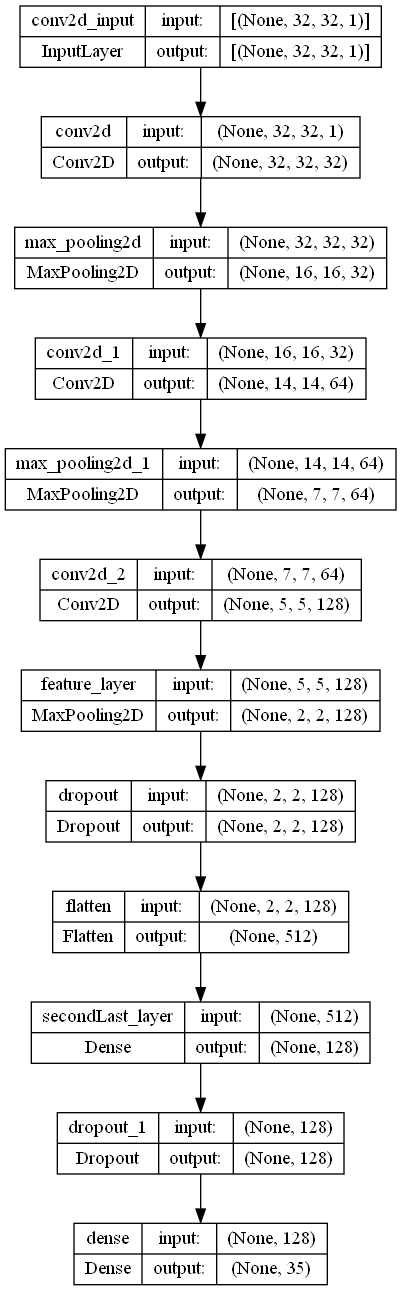 conv2d_input input: [(None, 32, 32, 1)]
InputLayer output: [(None, 32, 32, 1)]
conv2d input: (None, 32, 32, 1)
Conv2D output: (None, 32, 32, 32)
max_pooling2d input: (None, 32, 32, 32)
MaxPooling2D output: (None, 16, 16, 32)
conv2d_1 input: (None, 16, 16, 32)
Conv2D output: (None, 14, 14, 64)
max_pooling2d_1 input: (None, 14, 14, 64)
MaxPooling2D output: (None, 7, 7, 64)
conv2d_2 input: (None, 7, 7, 64)
Conv2D output: (None, 5, 5, 128)
feature_layer input: (None, 5, 5, 128)
MaxPooling2D output: (None, 2, 2, 128)
dropout input: (None, 2, 2, 128)
Dropout output: (None, 2, 2, 128)
flatten input: (None, 2, 2, 128)
Flatten output: (None, 512)
secondLast_layer input: (None, 512)
Dense output: (None, 128)
dropout_1 input: (None, 128)
Dropout output: (None, 128)
dense input: (None, 128)
Dense output: (None, 35)